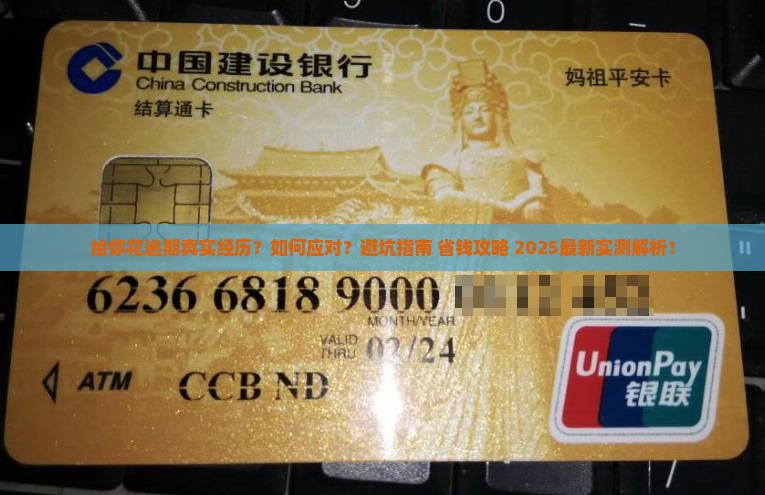 中国建设银行
China Construction Bank
结算通卡
妈祖平安卡
给你花逾期真实经历？如何应对？避坑指南 省钱攻略 2025最新实测解析！
6236 6818 9000
MONTH/YEAR
VALID
THRU 02/24
ATM CCB ND
UnionPay
银联